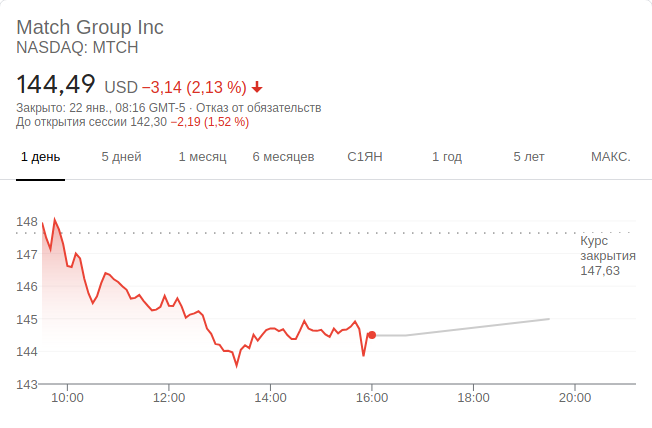 Match Group Inc
NASDAQ: MTCH
144,49 USD −3,14 (2,13 %)
Закрыто: 22 янв., 08:16 GMT-5 · Отказ от обязательств
До открытия сессии 142,30 −2,19 (1,52 %)
1 день 5 дней 1 месяц 6 месяцев С1ЯН 1 год 5 лет МАКС.
148
Курс
закрытия
147,63
147
146
145
144
143
10:00 12:00 14:00 16:00 18:00 20:00